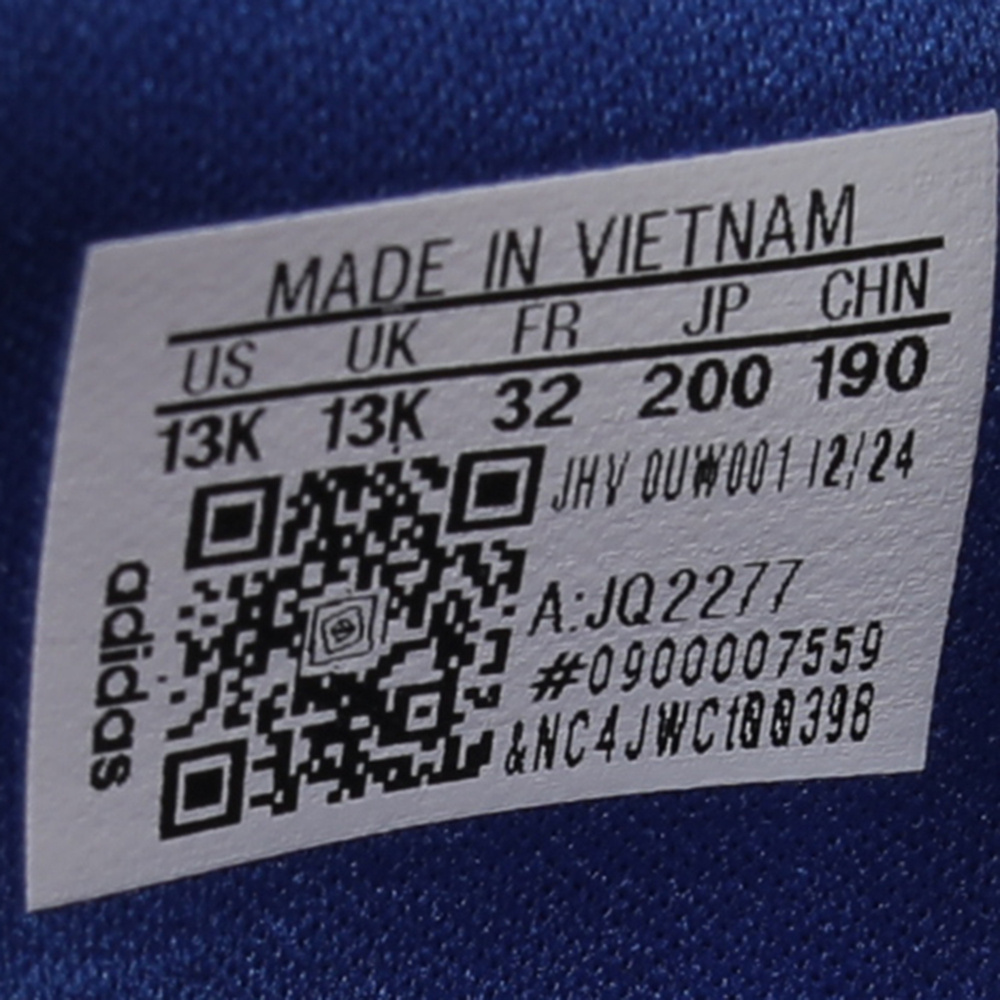 MADE IN VIETNAM
US UK FR JP CHN
13K 13K 32 200 190
JHV 0UW001 12/24
A:JQ2277
#0900007559
adidas